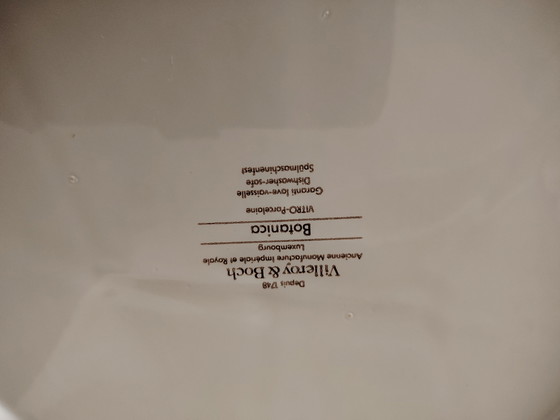 Depuis 1748
Villeroy & Boch
Ancienne Manufacture Impériale et Royale
Luxembourg
Botanica
VITRO-Porcelaine
Garanti lave-vaisselle
Dishwasher-safe
Spülmaschinenfest